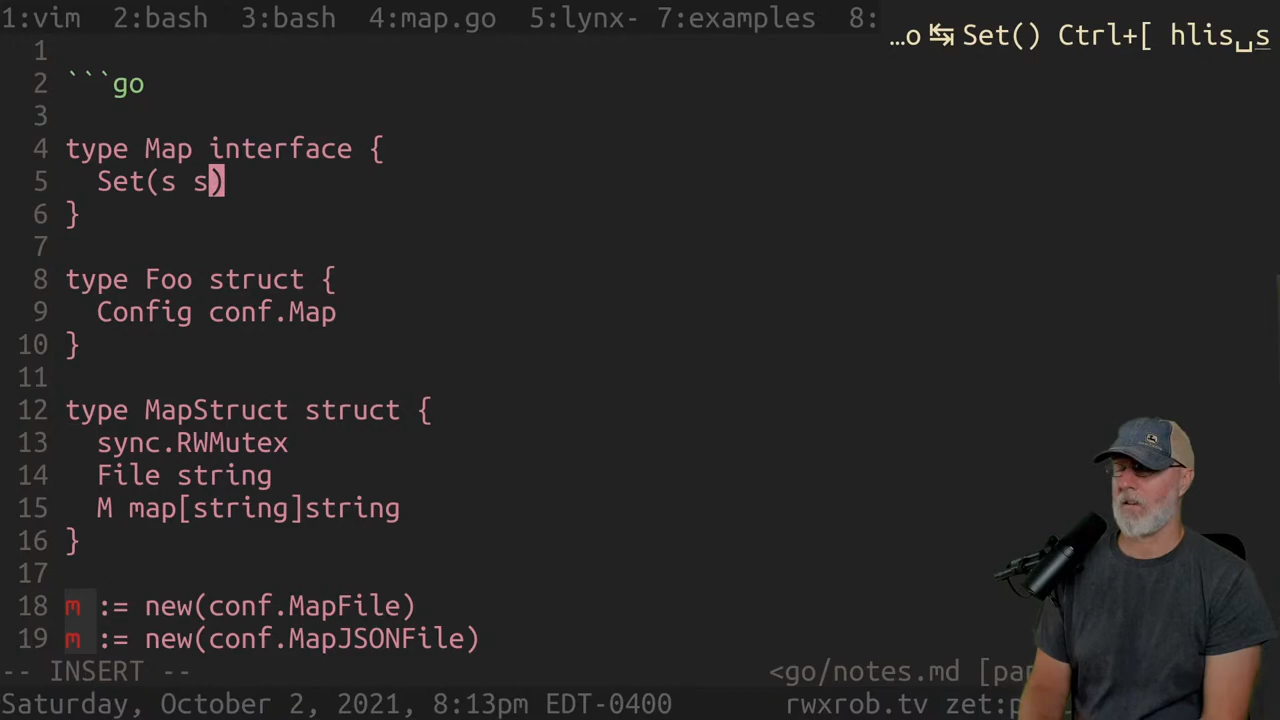 1:vim 2:bash 3:bash 4:map.go 5:lynx- 7:examples 8:
…o ↹ Set() Ctrl+[ hlis␣s
1
2 ```go
3
4 type Map interface {
5 Set(s s)
6 }
7
8 type Foo struct {
9 Config conf.Map
10 }
11
12 type MapStruct struct {
13 sync.RWMutex
14 File string
15 M map[string]string
16 }
17
18 m := new(conf.MapFile)
19 m := new(conf.MapJSONFile)
-- INSERT -- <go/notes.md [pa
Saturday, October 2, 2021, 8:13pm EDT-0400 rwxrob.tv zet:p